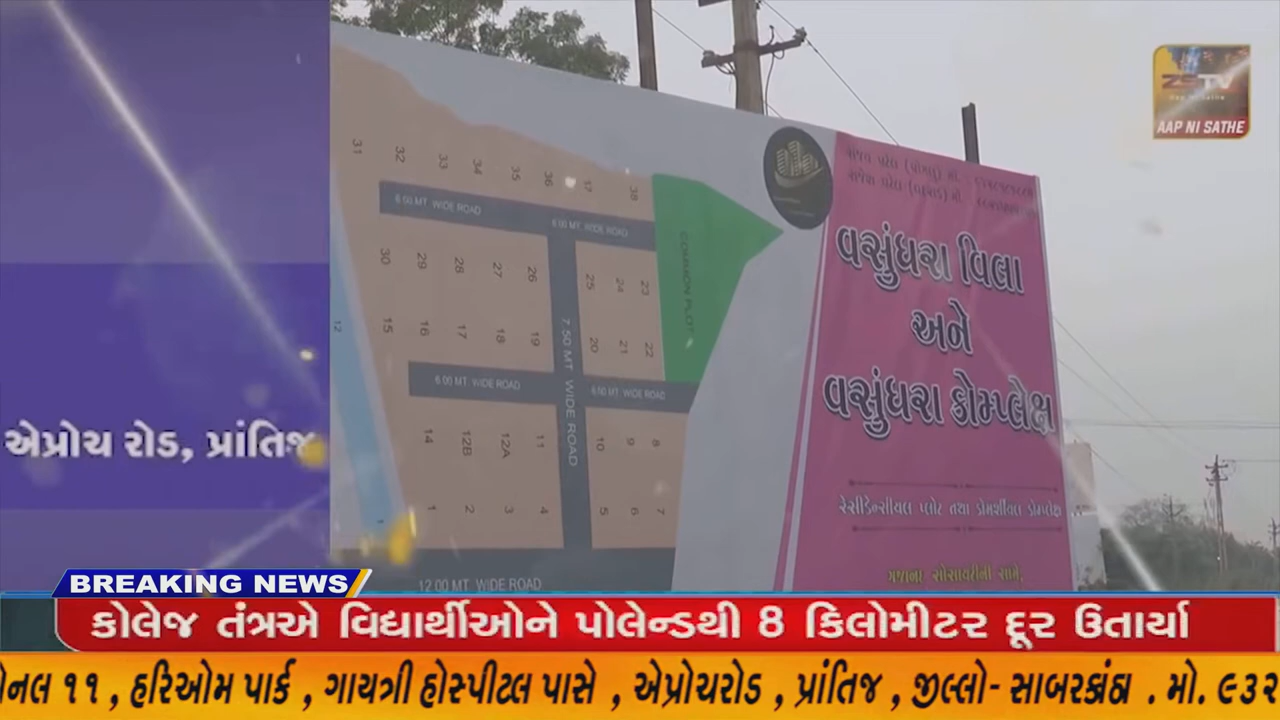 ZSTV
AAP NI SATHE
31 32 33 34 35 36 37 38
6.00 MT. WIDE ROAD
6.00 MT. WIDE ROAD
30 29 28 27 26 25 24 23
COMMON PLOT
12
15 16 17 18 19 20 21 22
7.50 MT WIDE ROAD
6.00 MT. WIDE ROAD
6.00 MT. WIDE ROAD
14 12B 12A 11 10 9 8
1 2 3 4 5 6 7
12.00 MT. WIDE ROAD
વસુંધરા વિલા
અને
વસુંધરા કોમ્પ્લેક્ષ
રેસીડેન્સીયલ પ્લોટ તથા કોમર્શીયલ કોમ્પ્લેક્ષ
એપ્રોચ રોડ, પ્રાંતિજ
BREAKING NEWS
કોલેજ તંત્રએ વિદ્યાર્થીઓને પોલેન્ડથી 8 કિલોમીટર દૂર ઉતાર્યા
નલ ૧૧ , હરિઓમ પાર્ક , ગાયત્રી હોસ્પીટલ પાસે , એપ્રોચરોડ , પ્રાંતિજ , જીલ્લો- સાબરકાંઠા . મો. ૯૩૨